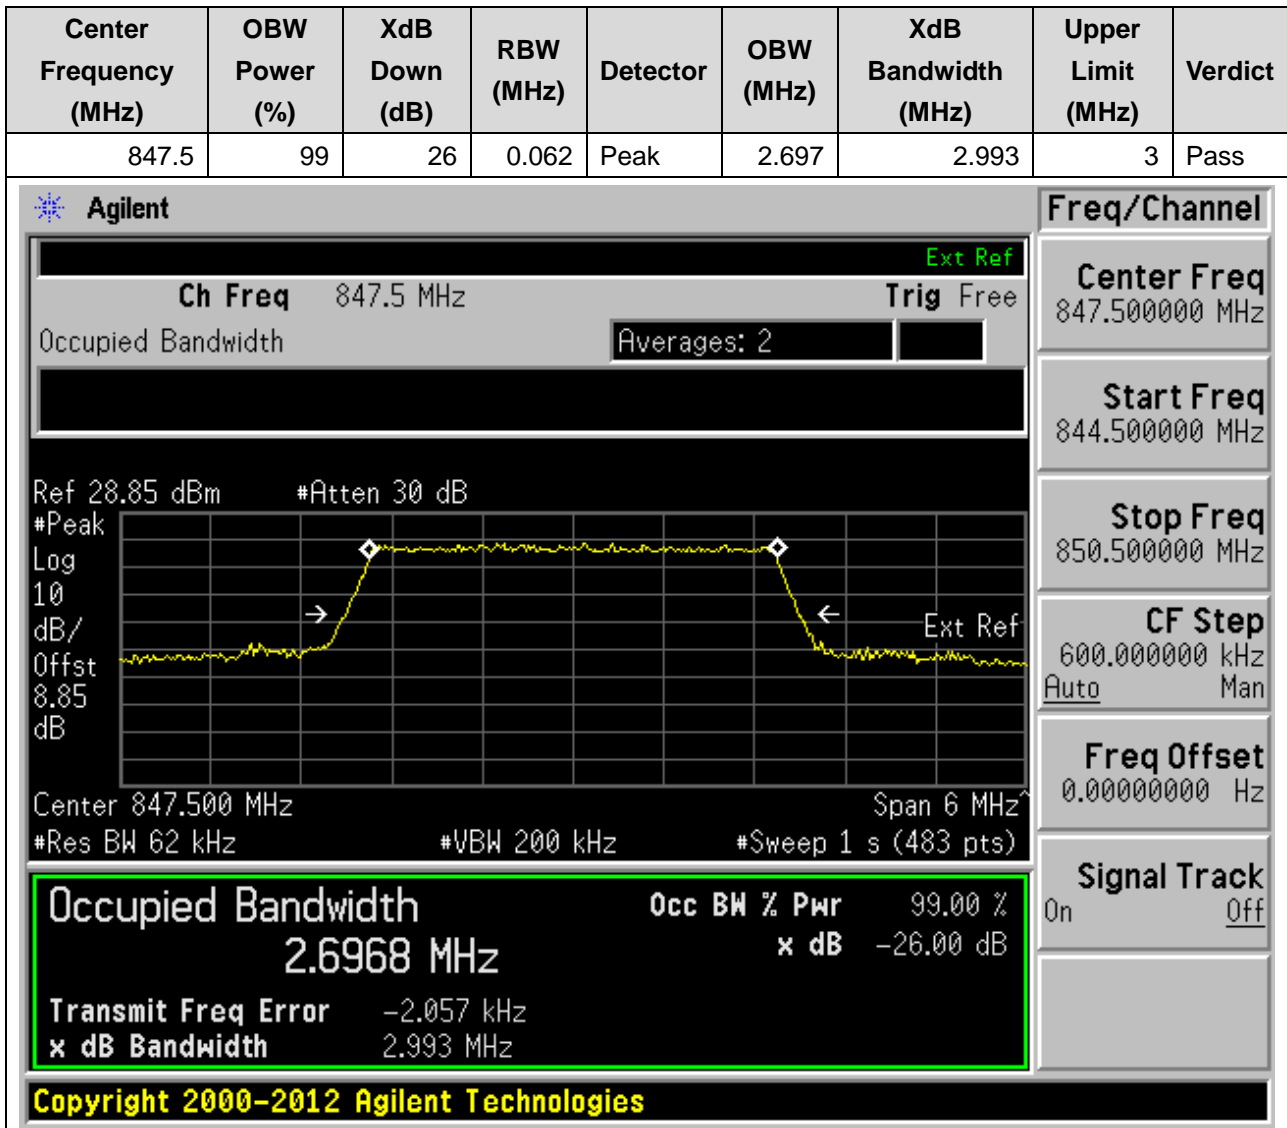 Center Frequency (MHz) OBW Power (%) XdB Down (dB) RBW (MHz) Detector OBW (MHz) XdB Bandwidth (MHz) Upper Limit (MHz) Verdict
847.5 99 26 0.062 Peak 2.697 2.993 3 Pass
Agilent
Freq/Channel
Ext Ref
Ch Freq 847.5 MHz Trig Free
Occupied Bandwidth Averages: 2
Center Freq
847.500000 MHz
Start Freq
844.500000 MHz
Stop Freq
850.500000 MHz
CF Step
600.000000 kHz
Auto Man
Freq Offset
0.00000000 Hz
Signal Track
On Off
Ref 28.85 dBm #Atten 30 dB
#Peak
Log
10
dB/
Offst
8.85
dB
Ext Ref
Center 847.500 MHz Span 6 MHz^
#Res BW 62 kHz #VBW 200 kHz #Sweep 1 s (483 pts)
Occupied Bandwidth Occ BW % Pwr 99.00 %
2.6968 MHz x dB -26.00 dB
Transmit Freq Error -2.057 kHz
x dB Bandwidth 2.993 MHz
Copyright 2000-2012 Agilent Technologies